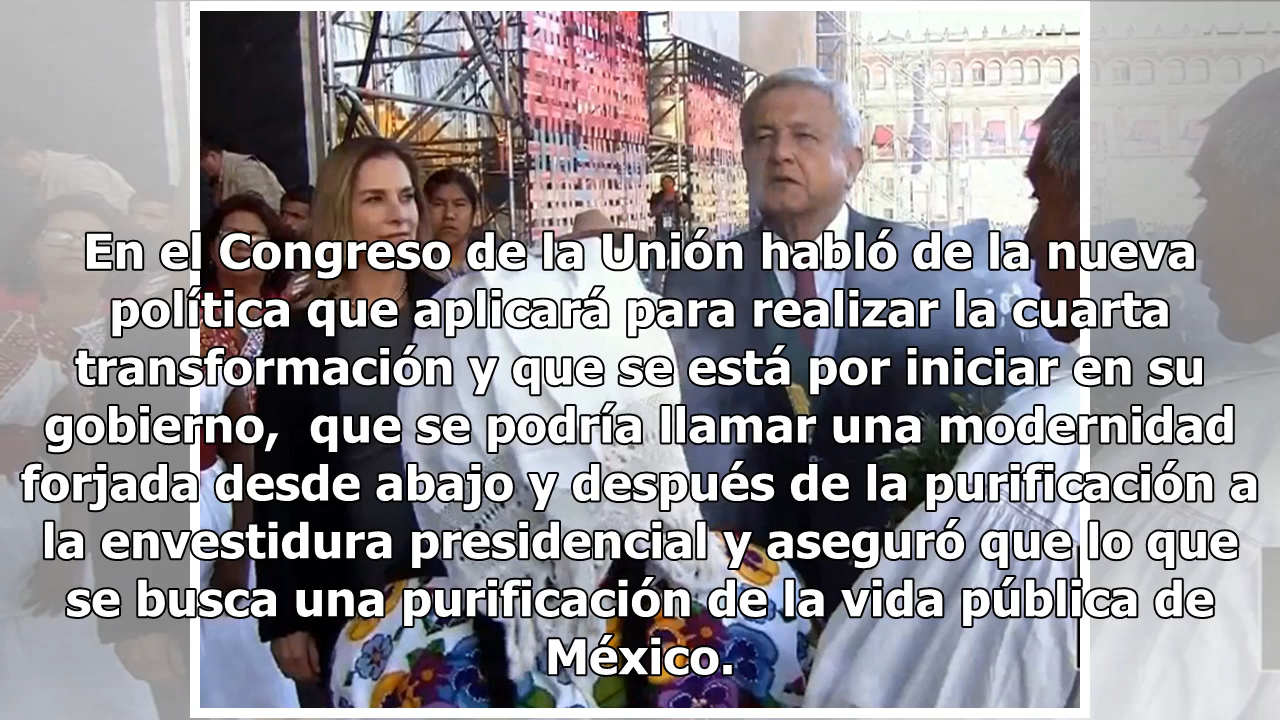 En el Congreso de la Unión habló de la nueva
política que aplicará para realizar la cuarta
transformación y que se está por iniciar en su
gobierno,  que se podría llamar una modernidad
forjada desde abajo y después de la purificación a
la envestidura presidencial y aseguró que lo que
se busca una purificación de la vida pública de
México.